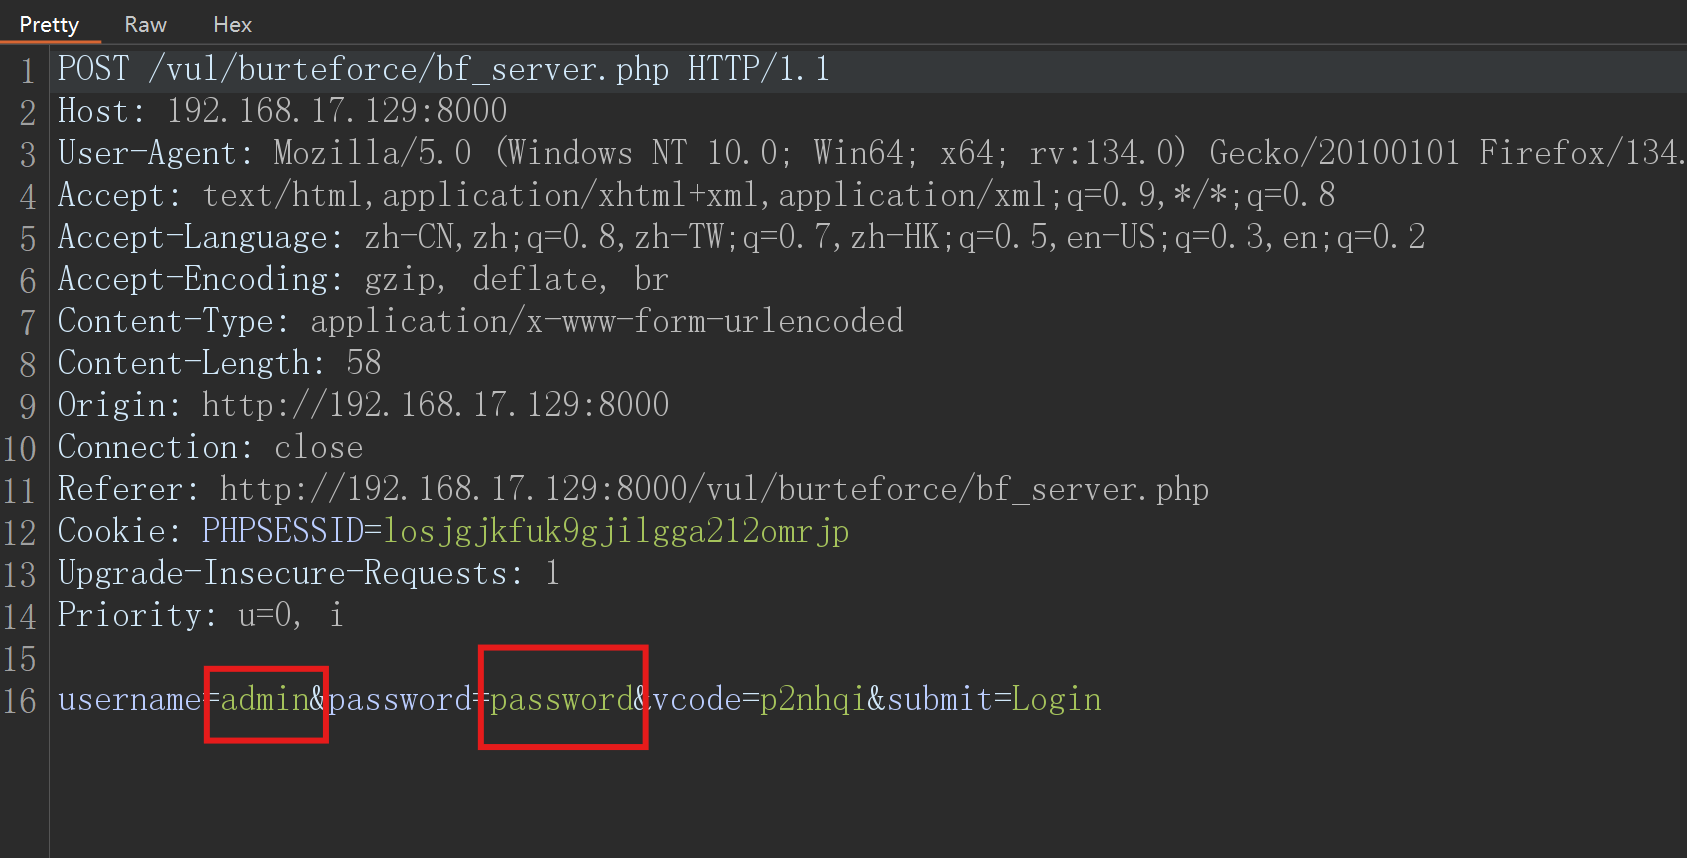 Pretty Raw Hex
1 POST /vul/burteforce/bf_server.php HTTP/1.1
2 Host: 192.168.17.129:8000
3 User-Agent: Mozilla/5.0 (Windows NT 10.0; Win64; x64; rv:134.0) Gecko/20100101 Firefox/134.
4 Accept: text/html,application/xhtml+xml,application/xml;q=0.9,*/*;q=0.8
5 Accept-Language: zh-CN,zh;q=0.8,zh-TW;q=0.7,zh-HK;q=0.5,en-US;q=0.3,en;q=0.2
6 Accept-Encoding: gzip, deflate, br
7 Content-Type: application/x-www-form-urlencoded
8 Content-Length: 58
9 Origin: http://192.168.17.129:8000
10 Connection: close
11 Referer: http://192.168.17.129:8000/vul/burteforce/bf_server.php
12 Cookie: PHPSESSID=losjgjkfuk9gjilgga212omrjp
13 Upgrade-Insecure-Requests: 1
14 Priority: u=0, i
15
16 username=admin&password=password&vcode=p2nhqi&submit=Login